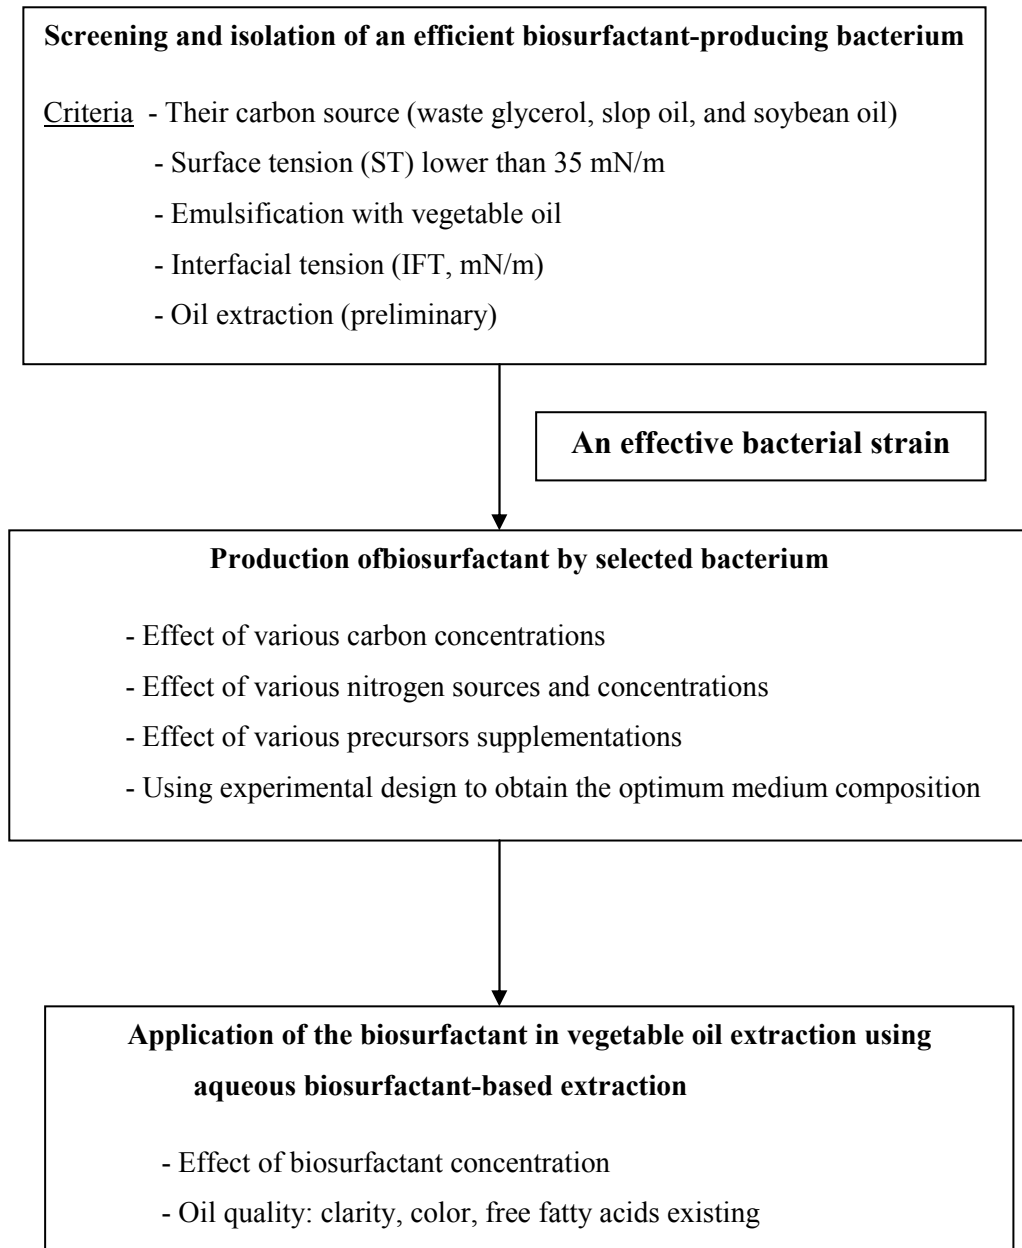 Screening and isolation of an efficient biosurfactant-producing bacterium
Criteria - Their carbon source (waste glycerol, slop oil, and soybean oil)
- Surface tension (ST) lower than 35 mN/m
- Emulsification with vegetable oil
- Interfacial tension (IFT, mN/m)
- Oil extraction (preliminary)
An effective bacterial strain
Production ofbiosurfactant by selected bacterium
- Effect of various carbon concentrations
- Effect of various nitrogen sources and concentrations
- Effect of various precursors supplementations
- Using experimental design to obtain the optimum medium composition
Application of the biosurfactant in vegetable oil extraction using
aqueous biosurfactant-based extraction
- Effect of biosurfactant concentration
- Oil quality: clarity, color, free fatty acids existing